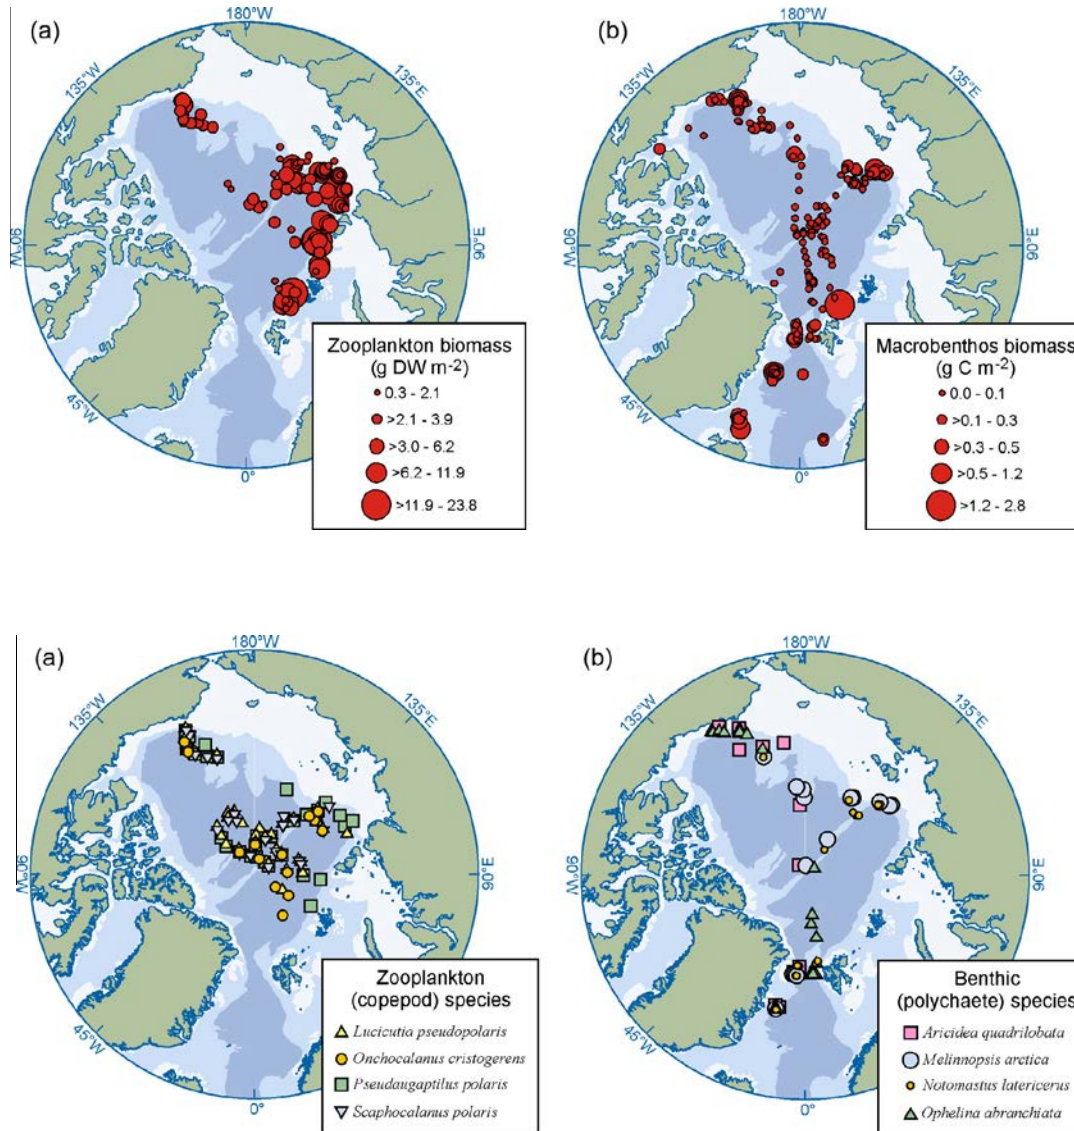 (a)
180°W
135°W
135°E
90°W
90°E
45°W
0°
Zooplankton biomass
(g DW m-2)
0.3 - 2.1
>2.1 - 3.9
>3.0 - 6.2
>6.2 - 11.9
>11.9 - 23.8
(b)
180°W
135°W
135°E
90°W
90°E
45°W
0°
Macrobenthos biomass
(g C m-2)
0.0 - 0.1
>0.1 - 0.3
>0.3 - 0.5
>0.5 - 1.2
>1.2 - 2.8
(a)
180°W
135°W
135°E
90°W
90°E
45°W
0°
Zooplankton
(copepod) species
Lucicutia pseudopolaris
Onchocalanus cristogerens
Pseudaugaptilus polaris
Scaphocalanus polaris
(b)
180°W
135°W
135°E
90°W
90°E
45°W
0°
Benthic
(polychaete) species
Aricidea quadrilobata
Melinnopsis arctica
Notomastus latericerus
Ophelina abranchiata